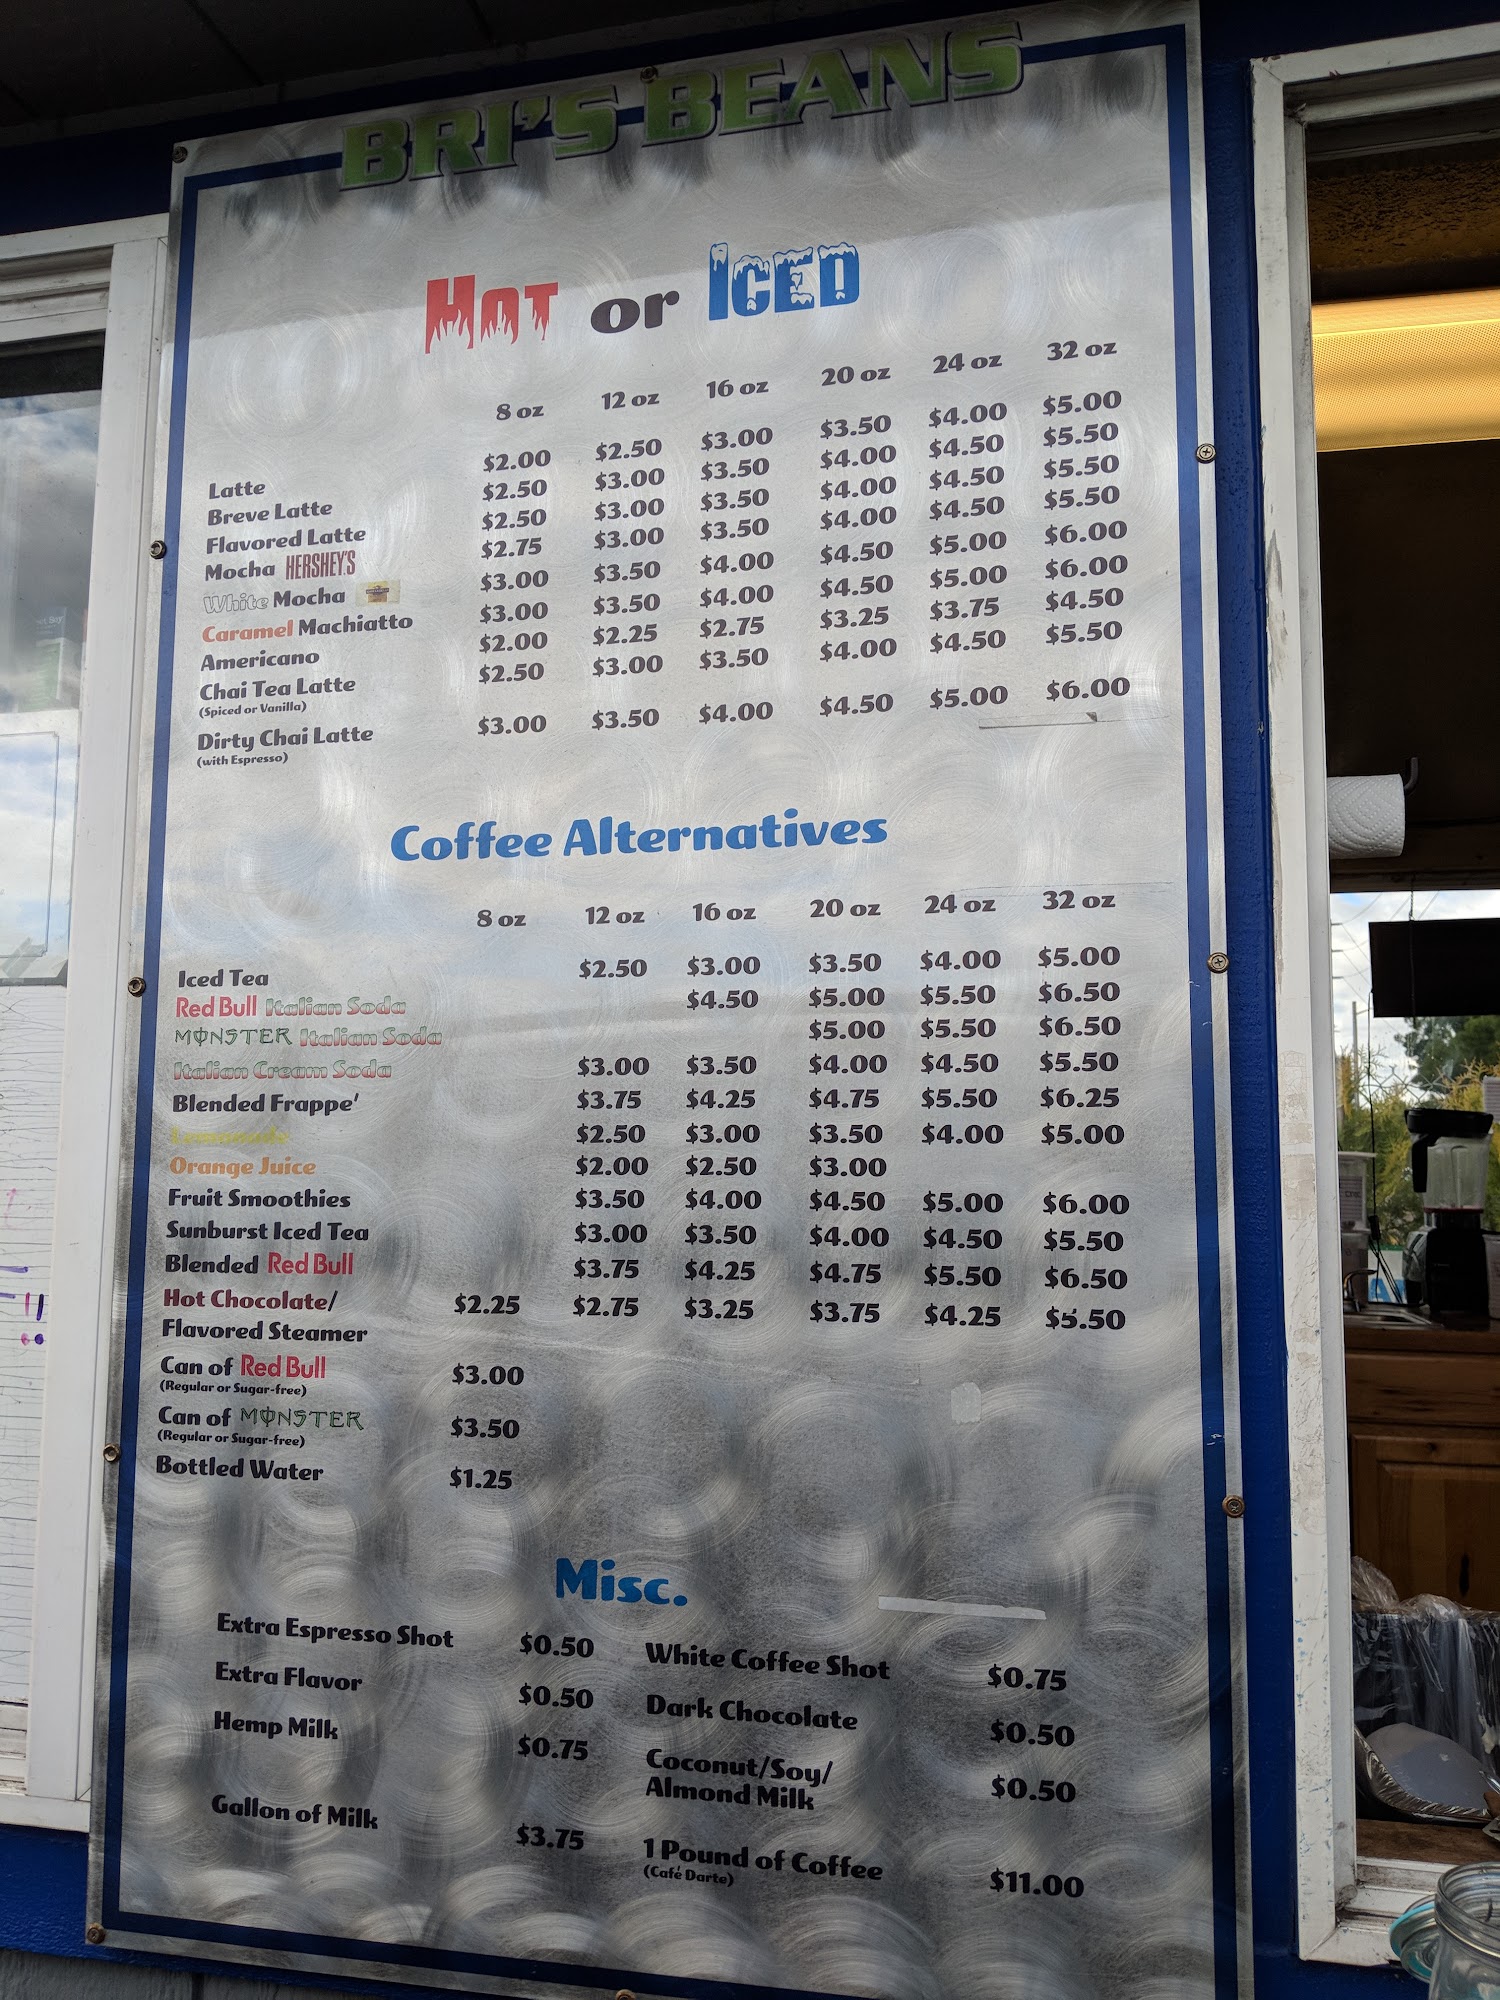 BRI'S BEANS
HOT or ICED
8 oz 12 oz 16 oz 20 oz 24 oz 32 oz
Latte $2.00 $2.50 $3.00 $3.50 $4.00 $5.00
Breve Latte $2.50 $3.00 $3.50 $4.00 $4.50 $5.50
Flavored Latte $2.50 $3.00 $3.50 $4.00 $4.50 $5.50
Mocha HERSHEY'S $2.75 $3.00 $3.50 $4.00 $4.50 $5.50
White Mocha $3.00 $3.50 $4.00 $4.50 $5.00 $6.00
Caramel Machiatto $3.00 $3.50 $4.00 $4.50 $5.00 $6.00
Americano $2.00 $2.25 $2.75 $3.25 $3.75 $4.50
Chai Tea Latte $2.50 $3.00 $3.50 $4.00 $4.50 $5.50
(Spiced or Vanilla)
Dirty Chai Latte $3.00 $3.50 $4.00 $4.50 $5.00 $6.00
(with Espresso)
Coffee Alternatives
8 oz 12 oz 16 oz 20 oz 24 oz 32 oz
Iced Tea $2.50 $3.00 $3.50 $4.00 $5.00
Red Bull Italian Soda $4.50 $5.00 $5.50 $6.50
MONSTER Italian Soda $5.00 $5.50 $6.50
Italian Cream Soda $3.00 $3.50 $4.00 $4.50 $5.50
Blended Frappe' $3.75 $4.25 $4.75 $5.50 $6.25
Lemonade $2.50 $3.00 $3.50 $4.00 $5.00
Orange Juice $2.00 $2.50 $3.00
Fruit Smoothies $3.50 $4.00 $4.50 $5.00 $6.00
Sunburst Iced Tea $3.00 $3.50 $4.00 $4.50 $5.50
Blended Red Bull $3.75 $4.25 $4.75 $5.50 $6.50
Hot Chocolate/ $2.25 $2.75 $3.25 $3.75 $4.25 $5.50
Flavored Steamer
Can of Red Bull $3.00
(Regular or Sugar-free)
Can of MONSTER $3.50
(Regular or Sugar-free)
Bottled Water $1.25
Misc.
Extra Espresso Shot $0.50 White Coffee Shot $0.75
Extra Flavor $0.50 Dark Chocolate $0.50
Hemp Milk $0.75 Coconut/Soy/
Almond Milk $0.50
Gallon of Milk $3.75 1 Pound of Coffee $11.00
(Café Darte)